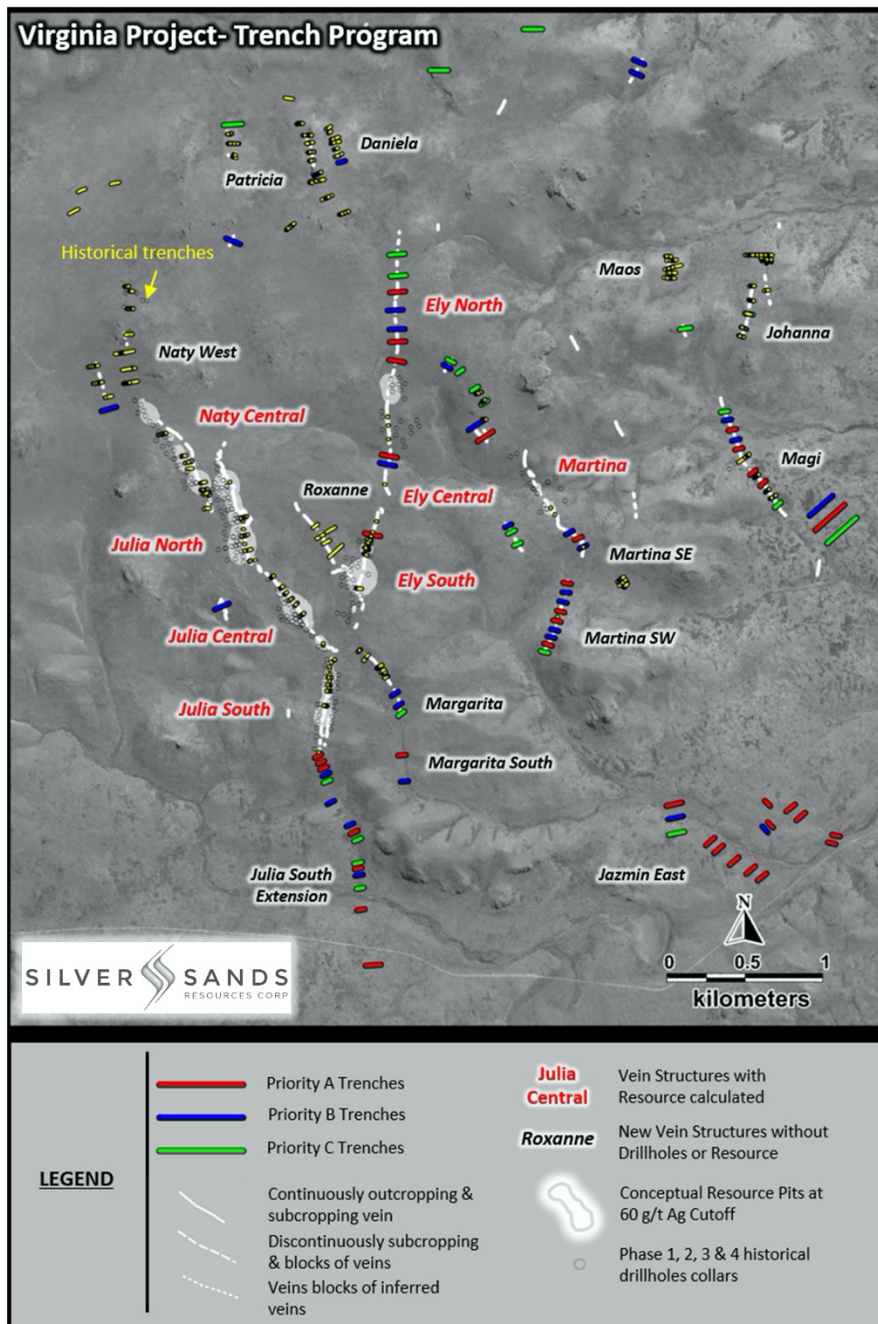 Virginia Project- Trench Program
Daniela
Patricia
Historical trenches
Maos
Ely North
Johanna
Naty West
Naty Central
Martina
Magi
Roxanne
Ely Central
Julia North
Martina SE
Ely South
Julia Central
Martina SW
Julia South
Margarita
Margarita South
Julia South
Extension
Jazmin East
N
SILVER SANDS
RESOURCES CORP
0 0.5 1
kilometers
LEGEND
Priority A Trenches
Priority B Trenches
Priority C Trenches
Continuously outcropping &
subcropping vein
Discontinuously subcropping
& blocks of veins
Veins blocks of inferred
veins
Julia
Central
Vein Structures with
Resource calculated
Roxanne
New Vein Structures without
Drillholes or Resource
Conceptual Resource Pits at
60 g/t Ag Cutoff
Phase 1, 2, 3 & 4 historical
drillholes collars